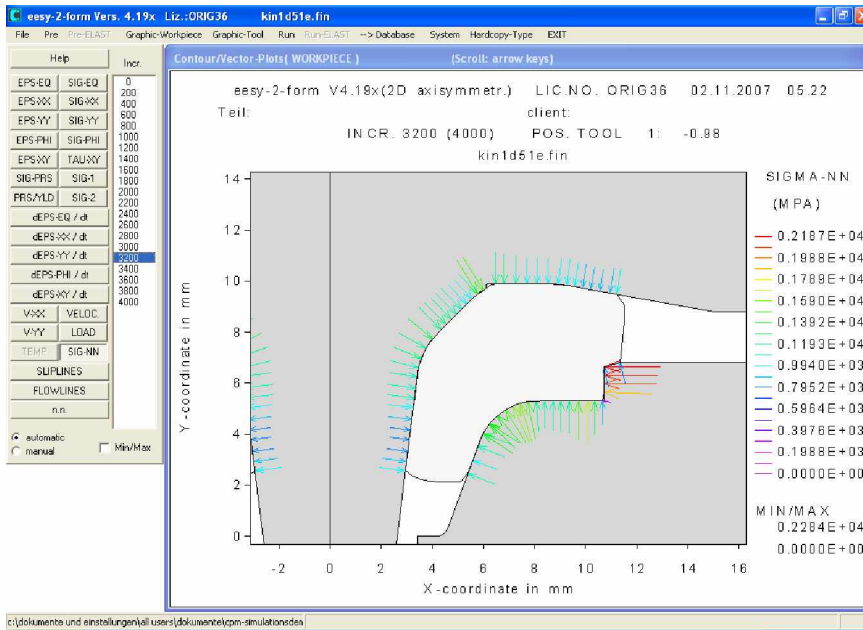 eesy-2-form Vers. 4.19x Liz.:ORIG36 kin1d51e.fin
File Pre Pre-ELAST Graphic-Workpiece Graphic-Tool Run Run-ELAST --> Database System Hardcopy-Type EXIT
Help
Incr.
EPS-EQ SIG-EQ
EPS-XX SIG-XX
EPS-YY SIG-YY
EPS-PHI SIG-PHI
EPS-XY TAU-XY
SIG-PRS SIG-1
PRS/YLD SIG-2
dEPS-EQ / dt
dEPS-XX / dt
dEPS-YY / dt
dEPS-PHI / dt
dEPS-XY / dt
V-XX VELOC.
V-YY LOAD
TEMP SIG-NN
SLIPLINES
FLOWLINES
n.n.
automatic
manual
Min/Max
0
200
400
600
800
1000
1200
1400
1600
1800
2000
2200
2400
2600
2800
3000
3200
3400
3600
3800
4000
Contour/Vector-Plots( WORKPIECE ) (Scroll: arrow keys)
eesy-2-form V4.19x(2D axisymmetr.) LIC.NO. ORIG36 02.11.2007 05.22
Teil: client:
INCR. 3200 (4000) POS. TOOL 1: -0.88
kin1d51e.fin
Y-coordinate in mm
14
12
10
8
6
4
2
0
-2 0 2 4 6 8 10 12 14 16
X-coordinate in mm
SIGMA-NN
(MPA)
0.2187E+04
0.1988E+04
0.1789E+04
0.1590E+04
0.1392E+04
0.1193E+04
0.9940E+03
0.7952E+03
0.5964E+03
0.3976E+03
0.1988E+03
0.0000E+00
MIN/MAX
0.2284E+04
0.0000E+00
c:\dokumente und einstellungen\all users\dokumente\cpm-simulationsdea